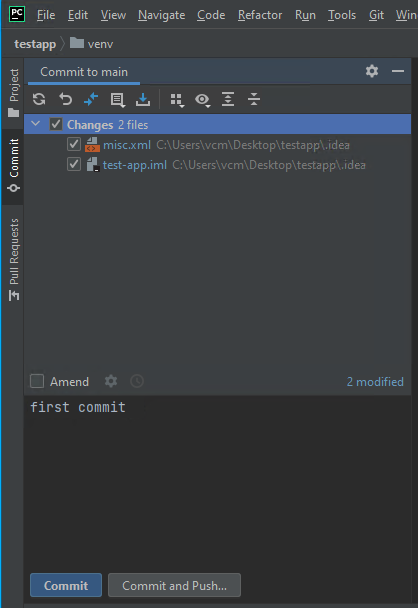 PC File Edit View Navigate Code Refactor Run Tools Git Win
testapp venv
Project
Commit
Pull Requests
Commit to main
Changes 2 files
misc.xml C:\Users\vcm\Desktop\testapp\.idea
test-app.iml C:\Users\vcm\Desktop\testapp\.idea
Amend 2 modified
first commit
Commit Commit and Push...